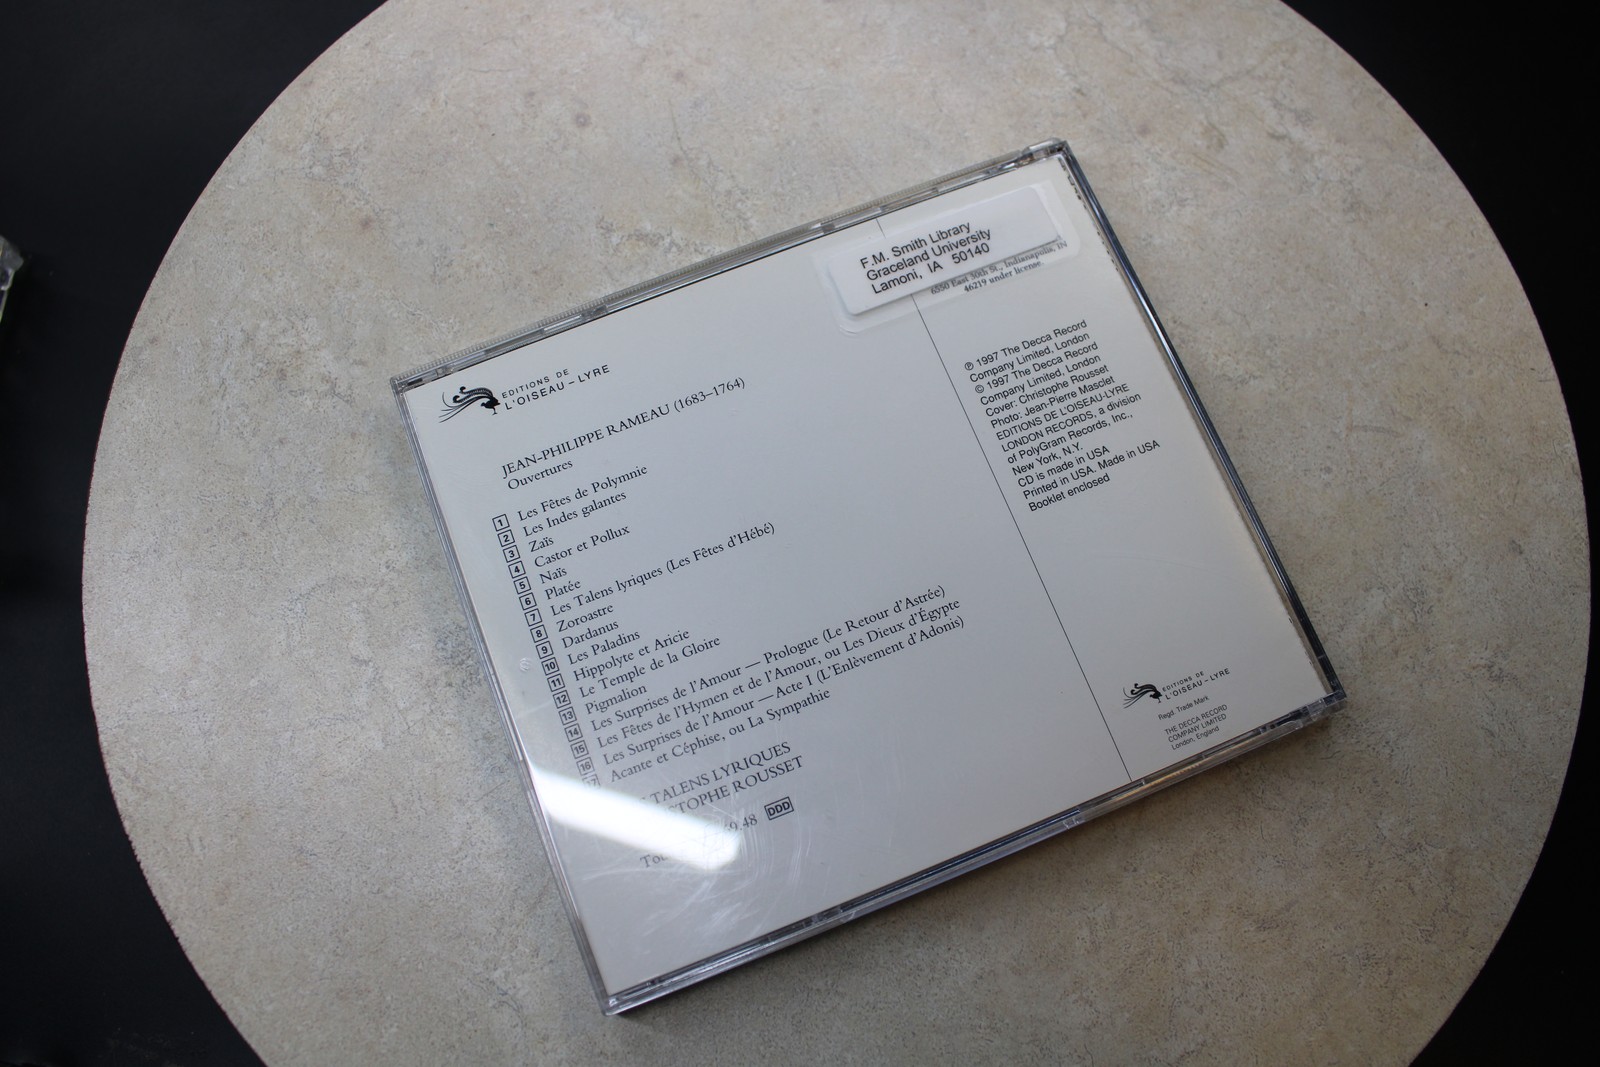 EDITIONS DE
L'OISEAU-LYRE
JEAN-PHILIPPE RAMEAU (1683–1764)
Ouvertures
1 Les Fêtes de Polymnie
2 Les Indes galantes
3 Zaïs
4 Castor et Pollux
5 Naïs
6 Platée
7 Les Talens lyriques (Les Fêtes d'Hébé)
8 Zoroastre
9 Dardanus
10 Les Paladins
11 Hippolyte et Aricie
12 Le Temple de la Gloire
13 Pigmalion
14 Les Surprises de l'Amour — Prologue (Le Retour d'Astrée)
15 Les Fêtes de l'Hymen et de l'Amour, ou Les Dieux d'Égypte
16 Les Surprises de l'Amour — Acte I (L'Enlèvement d'Adonis)
17 Acante et Céphise, ou La Sympathie
TALENS LYRIQUES
ROUSSET
DDD
F.M. Smith Library
Graceland University
Lamoni, IA 50140
6550 East 30th St., Indianapolis, IN
46219 under license.
℗ 1997 The Decca Record
Company Limited, London
© 1997 The Decca Record
Company Limited, London
Cover: Christophe Rousset
Photo: Jean-Pierre Masclet
EDITIONS DE L'OISEAU-LYRE
LONDON RECORDS, a division
of PolyGram Records, Inc.,
New York, N.Y.
CD is made in USA
Printed in USA. Made in USA
Booklet enclosed
EDITIONS DE
L'OISEAU-LYRE
Regd. Trade Mark
THE DECCA RECORD
COMPANY LIMITED
London, England